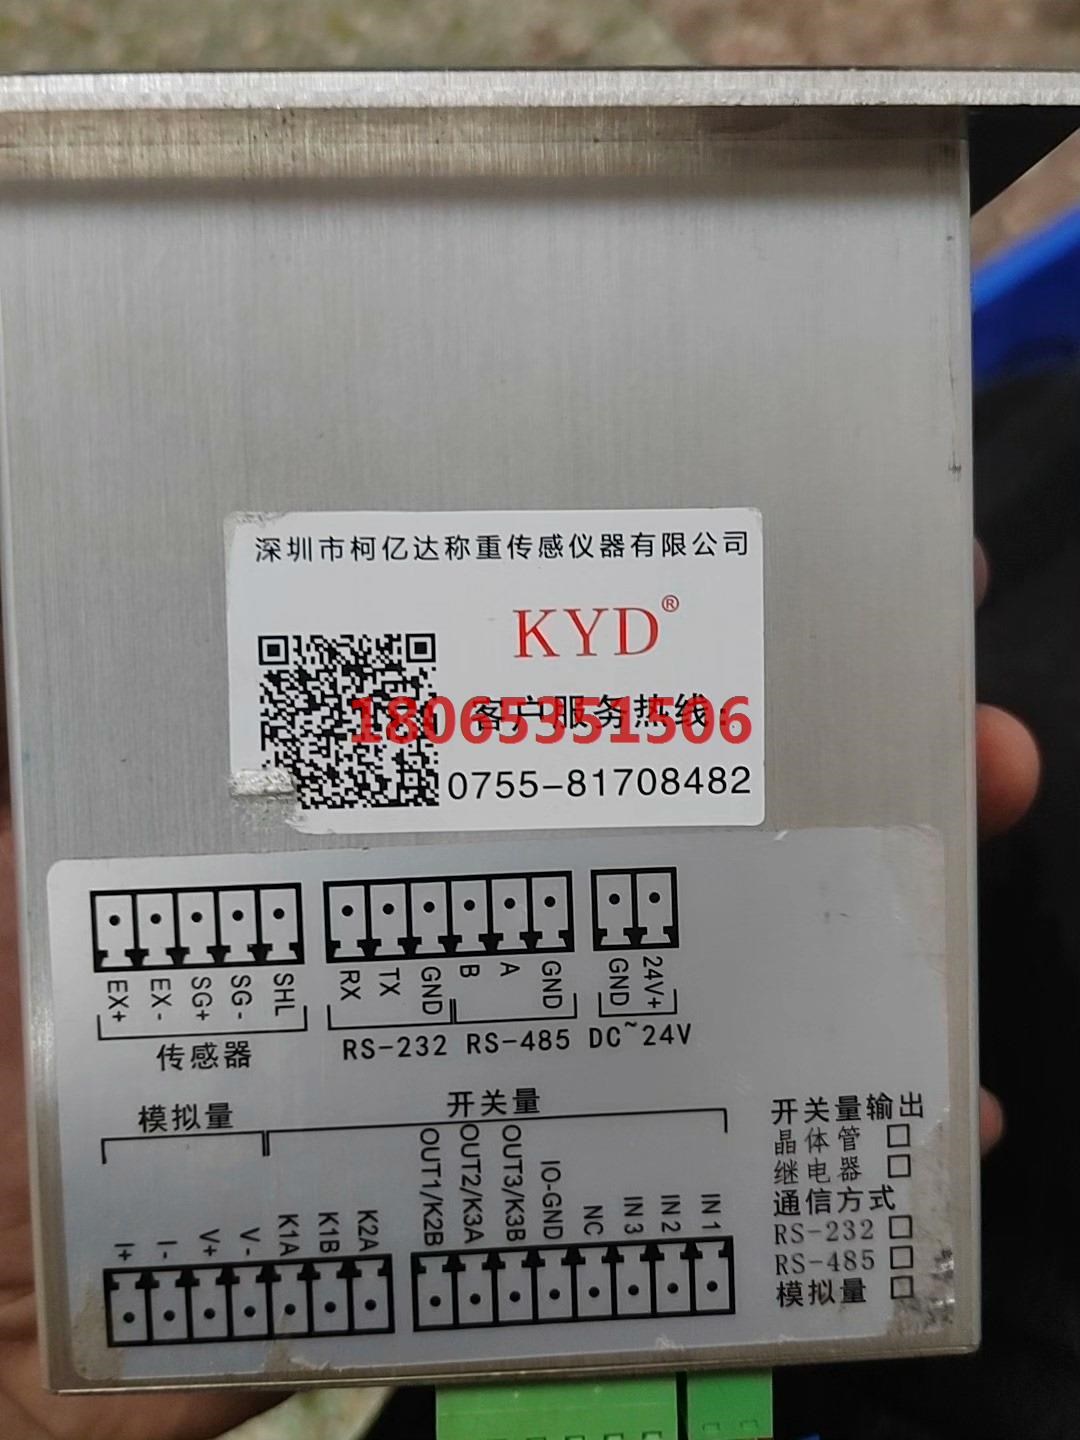 深圳市柯亿达称重传感仪器有限公司
KYD®
客户服务热线:
18065351506
0755-81708482
EX+ EX- SG+ SG- SHL RX TX GND B A GND GND 24V+
传感器 RS-232 RS-485 DC~24V
模拟量 开关量
I+ I- V+ V- K1A K1B K2A OUT1/K2B OUT2/K3A OUT3/K3B IO-GND NC IN3 IN2 IN1
开关量输出
晶体管 □
继电器 □
通信方式
RS-232 □
RS-485 □
模拟量 □